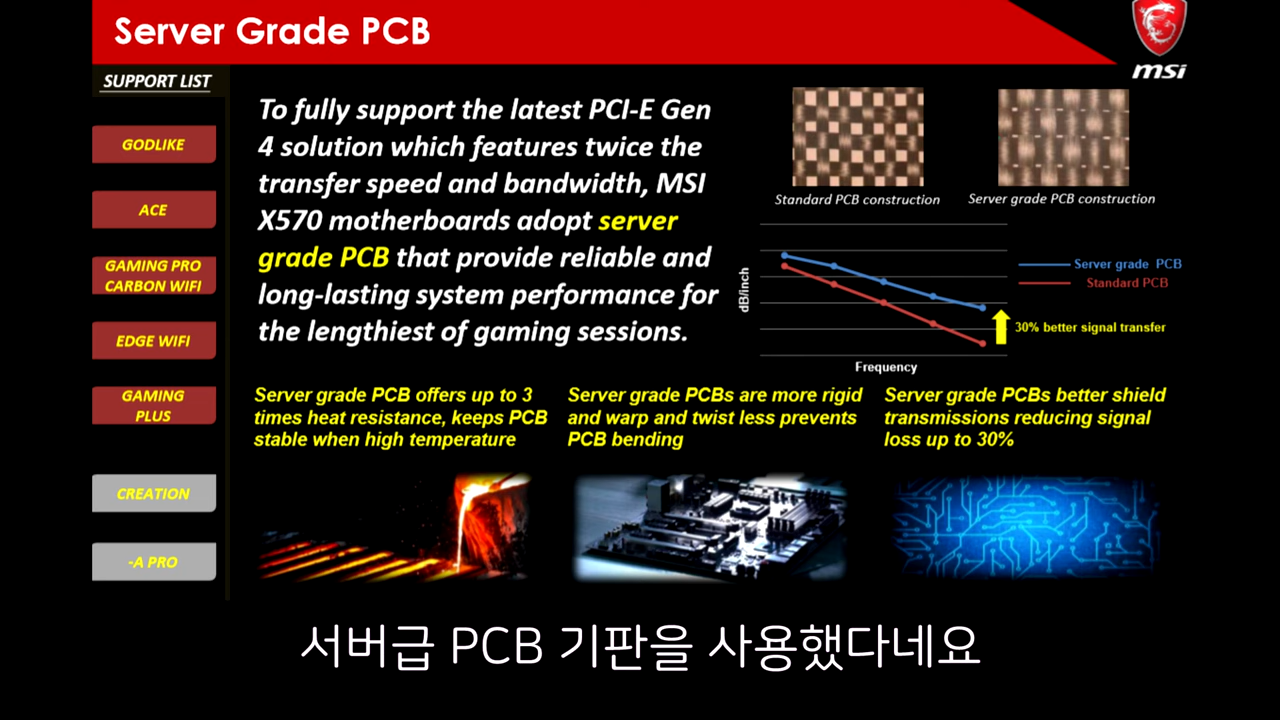 Server Grade PCB
msi
SUPPORT LIST
GODLIKE
ACE
GAMING PRO
CARBON WIFI
EDGE WIFI
GAMING
PLUS
CREATION
-A PRO
To fully support the latest PCI-E Gen
4 solution which features twice the
transfer speed and bandwidth, MSI
X570 motherboards adopt server
grade PCB that provide reliable and
long-lasting system performance for
the lengthiest of gaming sessions.
Standard PCB construction
Server grade PCB construction
dB/inch
Server grade PCB
Standard PCB
30% better signal transfer
Frequency
Server grade PCB offers up to 3
times heat resistance, keeps PCB
stable when high temperature
Server grade PCBs are more rigid
and warp and twist less prevents
PCB bending
Server grade PCBs better shield
transmissions reducing signal
loss up to 30%
서버급 PCB 기판을 사용했다네요